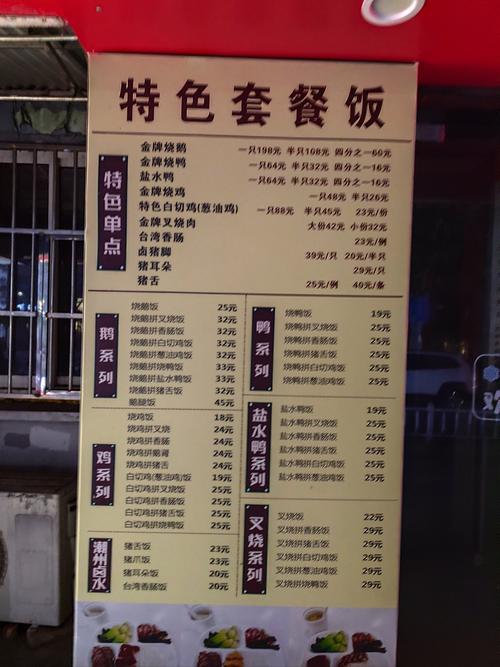 特色套餐饭
特色单点
金牌烧鹅 一只198元 半只108元 四分之一60元
金牌烧鸭 一只64元 半只32元 四分之一16元
盐水鸭 一只64元 半只32元 四分之一16元
金牌烧鸡 一只48元 半只26元
特色白切鸡(葱油鸡) 一只88元 半只45元 23元/份
金牌叉烧肉 大份42元 小份32元
台湾香肠 23元/例
卤猪脚 39元/只 20元/半只
猪耳朵 29元/只
猪舌 25元/例 40元/条
鹅系列
烧鹅饭 25元
烧鹅拼叉烧饭 32元
烧鹅拼香肠饭 32元
烧鹅拼白切鸡饭 32元
烧鹅拼葱油鸡饭 32元
烧鹅拼烧鸭饭 33元
烧鹅拼盐水鸭饭 33元
烧鹅拼猪舌饭 32元
鹅腿饭 45元
鸡系列
烧鸡饭 18元
烧鸡拼叉烧 24元
烧鸡拼香肠 24元
烧鸡拼鹅肾 24元
烧鸡拼猪舌 24元
白切鸡(葱油鸡)饭 19元
白切鸡拼叉烧饭 25元
白切鸡拼香肠饭 25元
白切鸡拼猪舌饭 25元
白切鸡拼烧鸭饭 25元
潮州卤水
猪舌饭 23元
猪爪饭 23元
猪耳朵饭 20元
台湾香肠饭 20元
鸭系列
烧鸭饭 19元
烧鸭拼叉烧饭 25元
烧鸭拼香肠饭 25元
烧鸭拼猪舌饭 25元
烧鸭拼白切鸡饭 25元
烧鸭拼葱油鸡饭 25元
盐水鸭系列
盐水鸭饭 19元
盐水鸭拼叉烧饭 25元
盐水鸭拼香肠饭 25元
盐水鸭拼猪舌饭 25元
盐水鸭拼白切鸡饭 25元
盐水鸭拼葱油鸡饭 25元
叉烧系列
叉烧饭 22元
叉烧拼香肠饭 29元
叉烧拼猪舌饭 29元
叉烧拼白切鸡饭 29元
叉烧拼葱油鸡饭 29元
叉烧拼烧鸭饭 29元